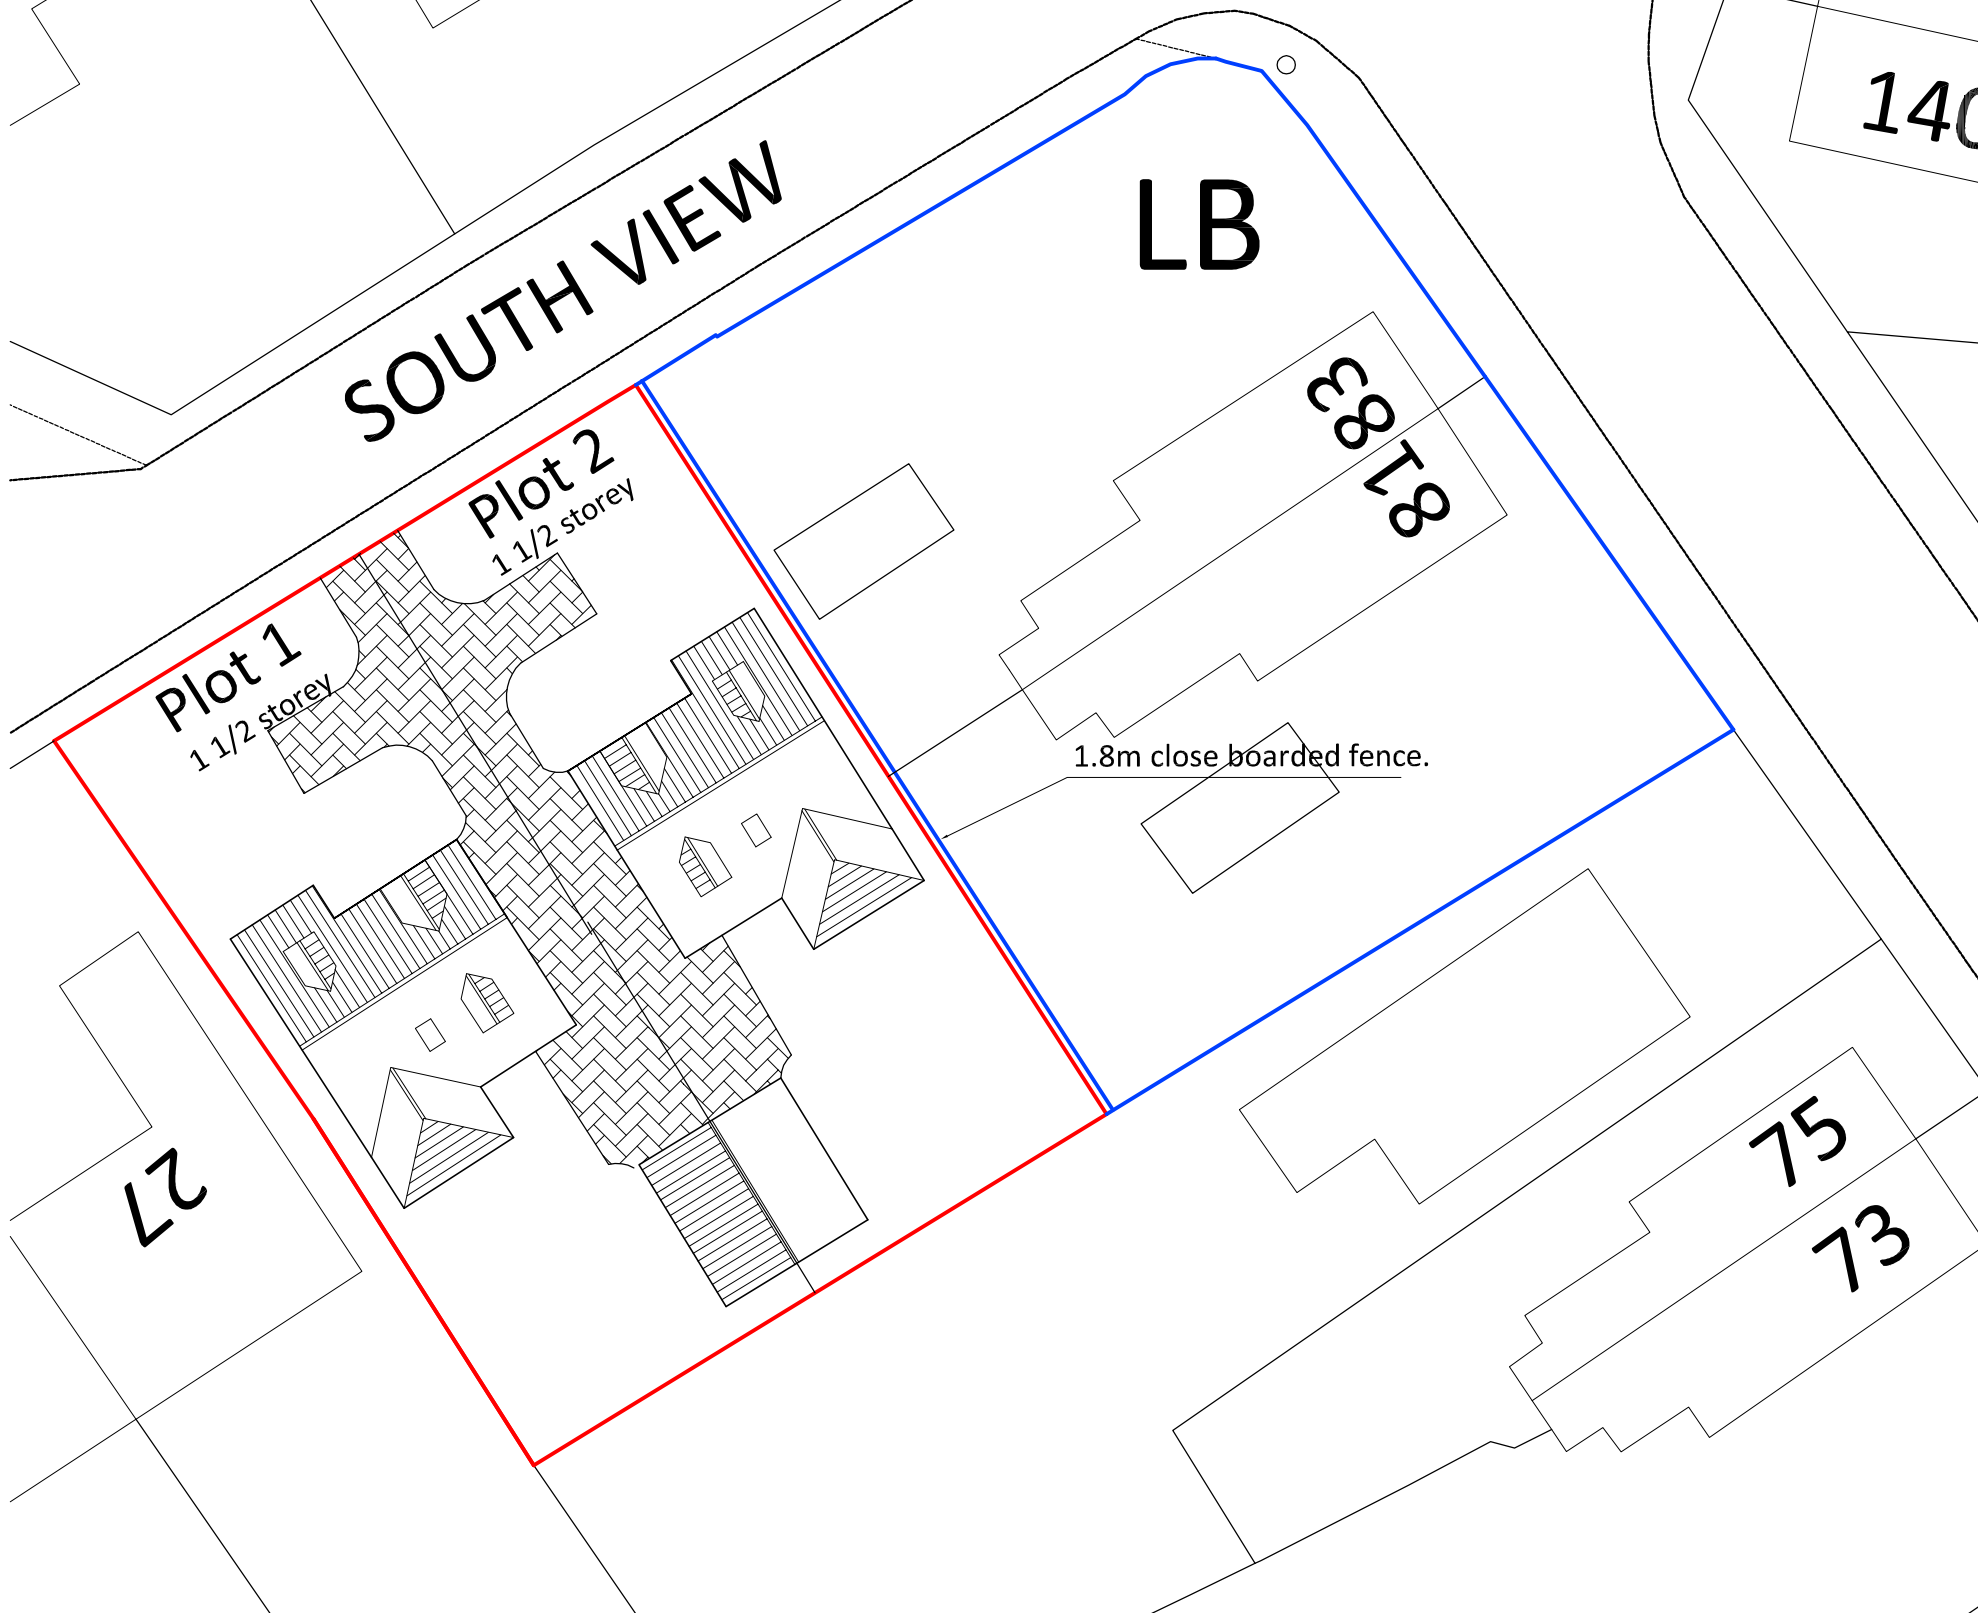 SOUTH VIEW
LB
140
83
81
Plot 2
1 1/2 storey
Plot 1
1 1/2 storey
1.8m close boarded fence.
27
75
73